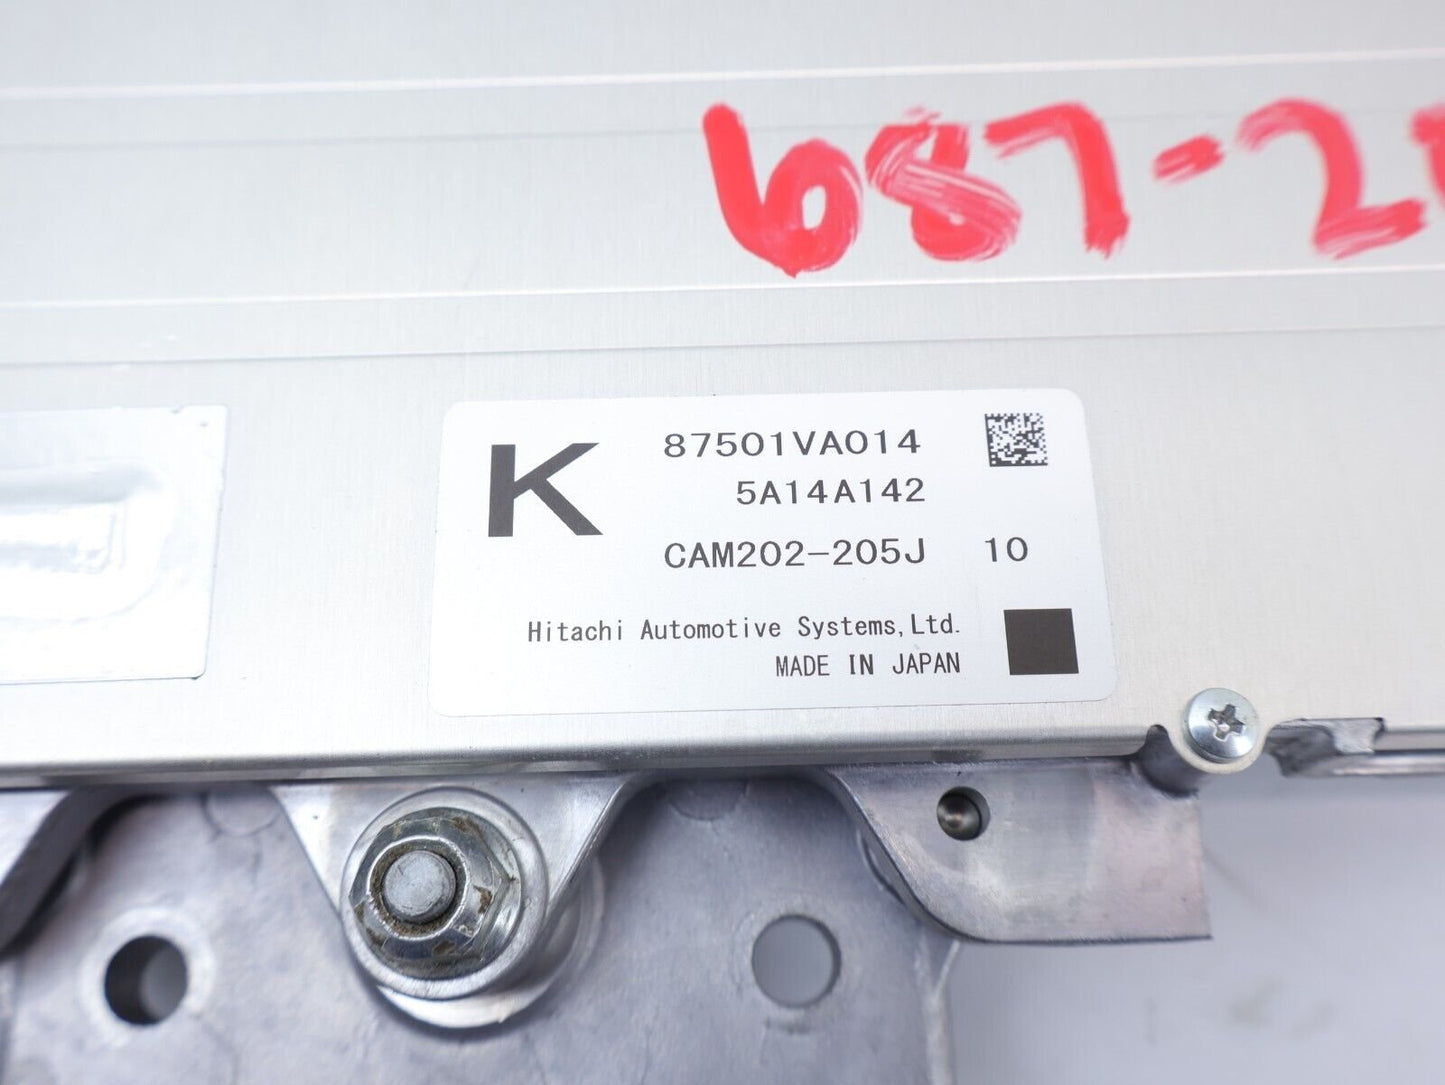 687-2
K
87501VA014
5A14A142
CAM202-205J 10
Hitachi Automotive Systems,Ltd.
MADE IN JAPAN